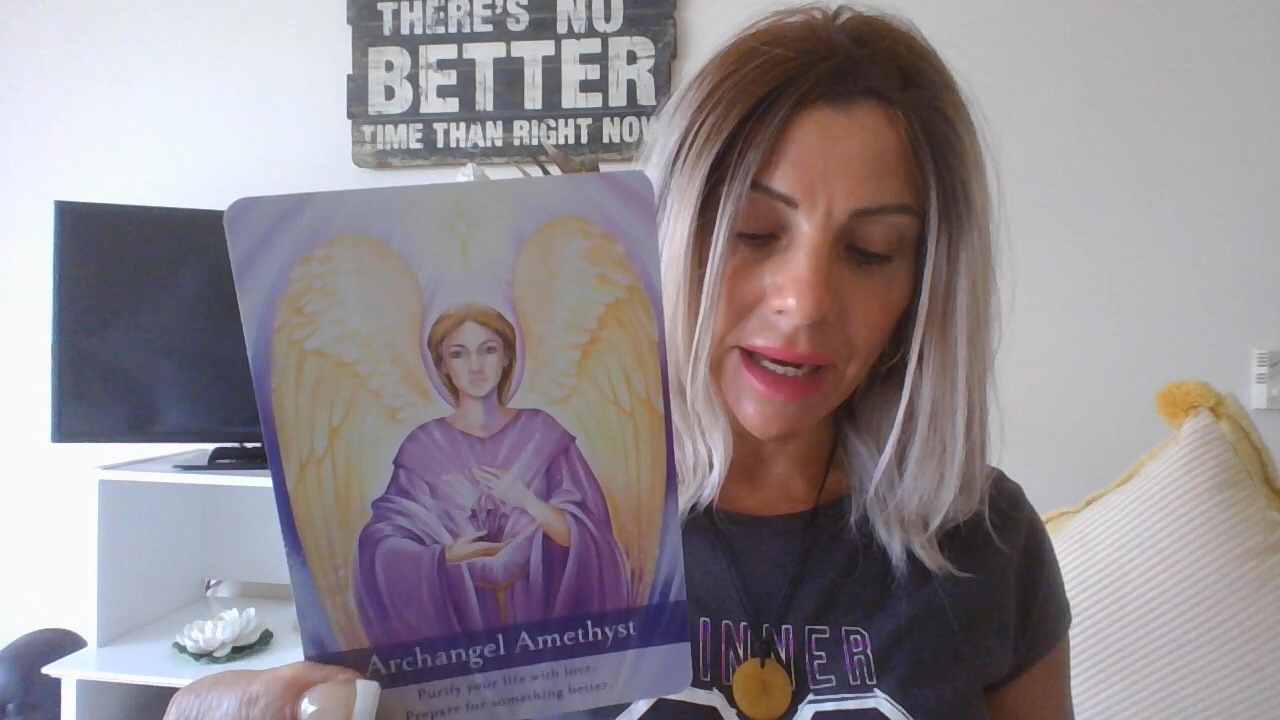 THERE'S NO
BETTER
TIME THAN RIGHT NOW
Archangel Amethyst
Purify your life with love.
Prepare for something better.
INNER